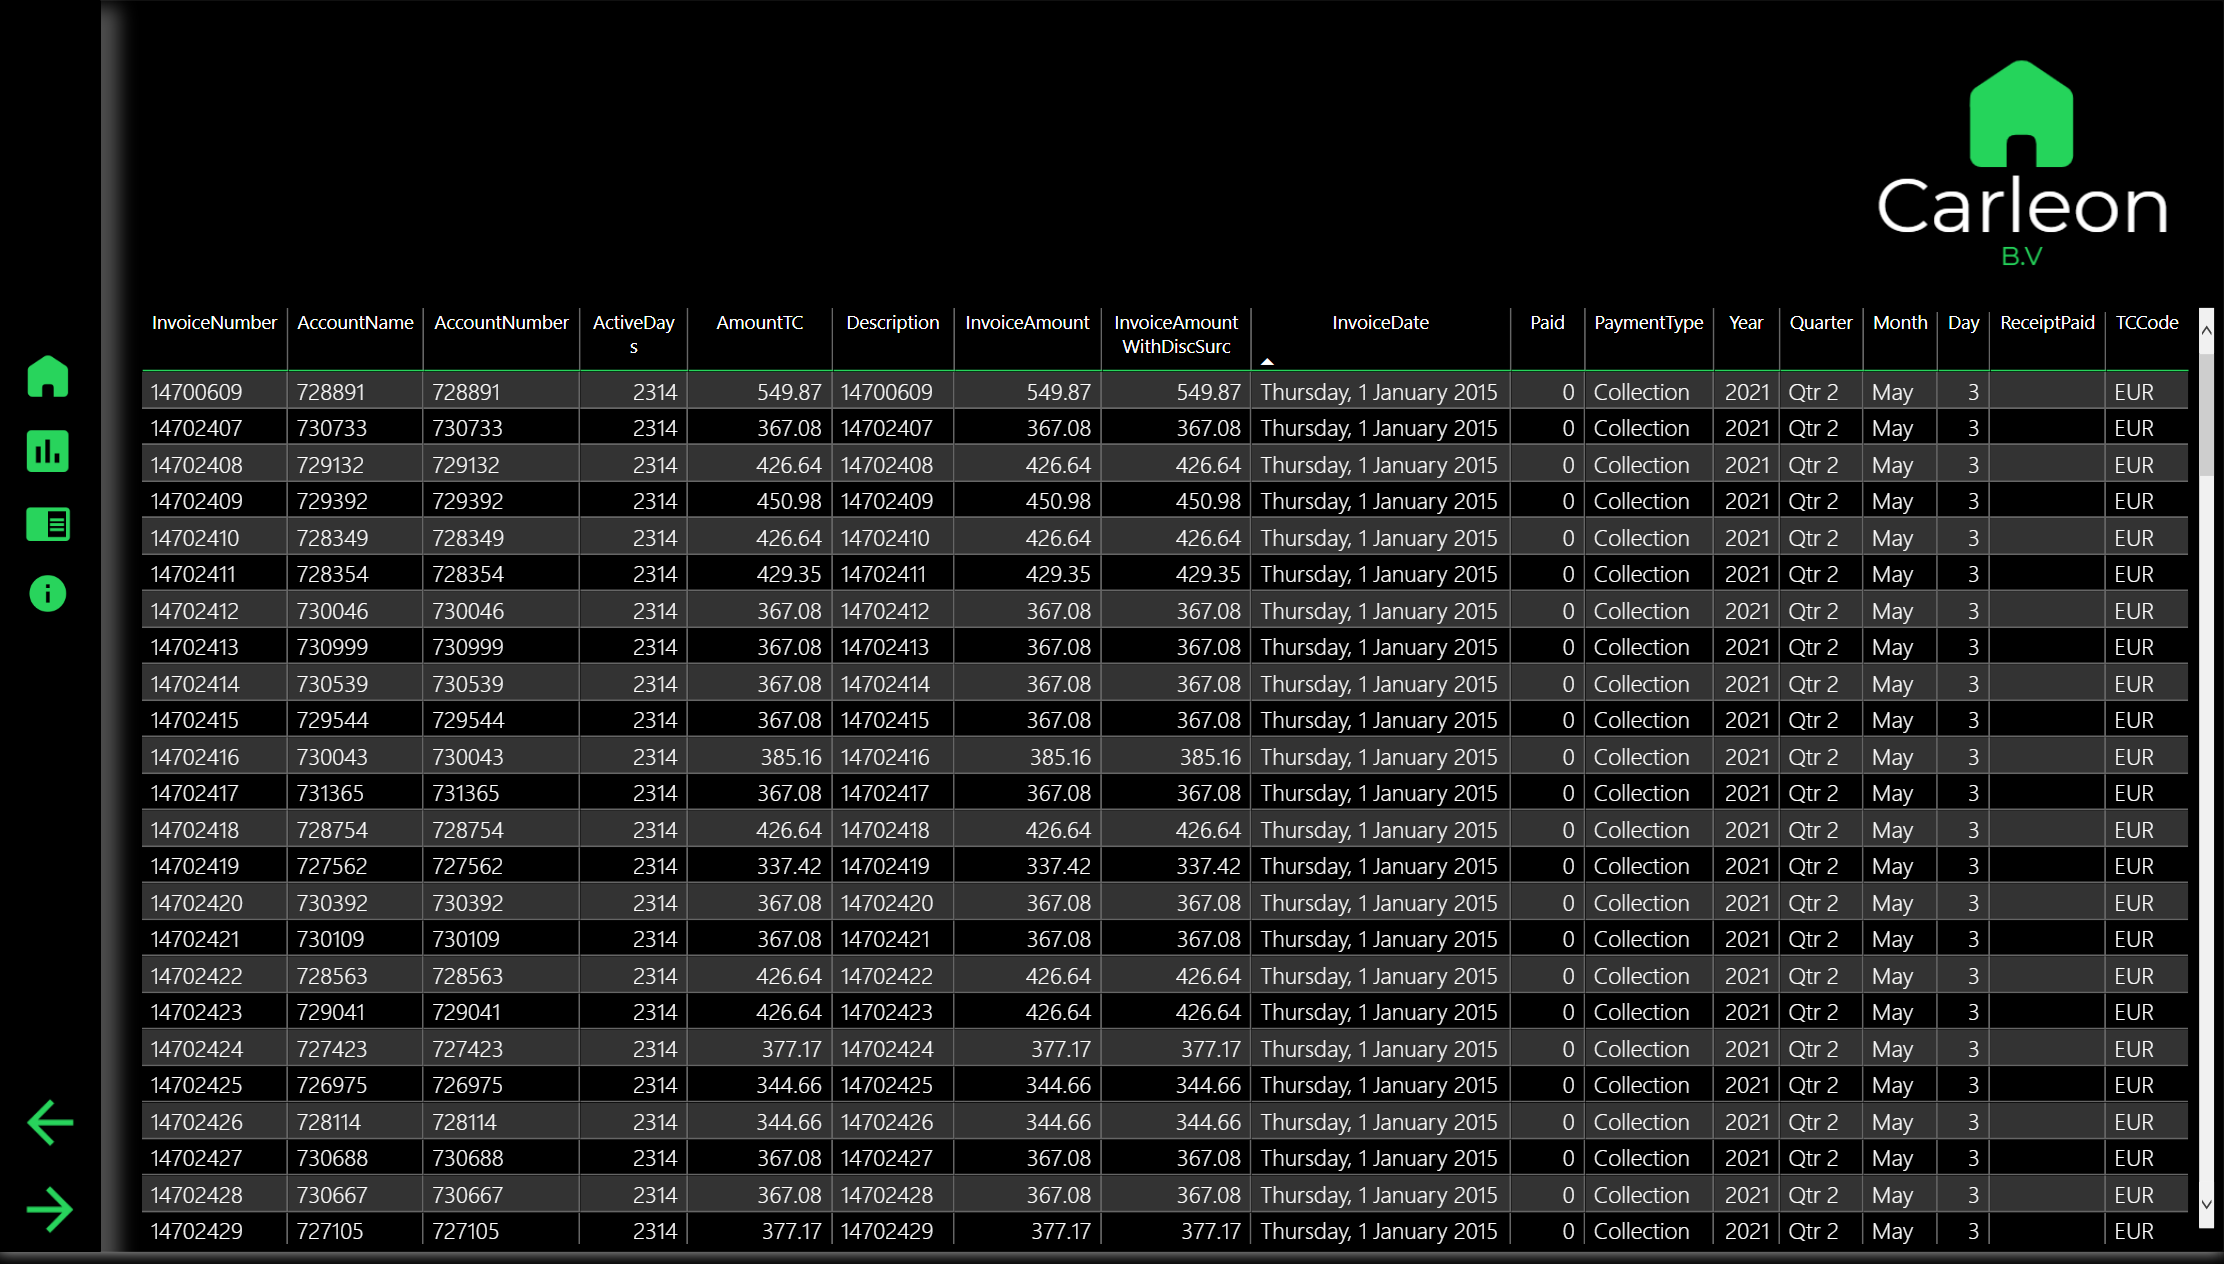 Carleon
B.V
InvoiceNumber AccountName AccountNumber ActiveDay AmountTC Description InvoiceAmount InvoiceAmount InvoiceDate Paid PaymentType Year Quarter Month Day ReceiptPaid TCCode
s WithDiscSurc
14700609 728891 728891 2314 549.87 14700609 549.87 549.87 Thursday, 1 January 2015 0 Collection 2021 Qtr 2 May 3 EUR
14702407 730733 730733 2314 367.08 14702407 367.08 367.08 Thursday, 1 January 2015 0 Collection 2021 Qtr 2 May 3 EUR
14702408 729132 729132 2314 426.64 14702408 426.64 426.64 Thursday, 1 January 2015 0 Collection 2021 Qtr 2 May 3 EUR
14702409 729392 729392 2314 450.98 14702409 450.98 450.98 Thursday, 1 January 2015 0 Collection 2021 Qtr 2 May 3 EUR
14702410 728349 728349 2314 426.64 14702410 426.64 426.64 Thursday, 1 January 2015 0 Collection 2021 Qtr 2 May 3 EUR
14702411 728354 728354 2314 429.35 14702411 429.35 429.35 Thursday, 1 January 2015 0 Collection 2021 Qtr 2 May 3 EUR
14702412 730046 730046 2314 367.08 14702412 367.08 367.08 Thursday, 1 January 2015 0 Collection 2021 Qtr 2 May 3 EUR
14702413 730999 730999 2314 367.08 14702413 367.08 367.08 Thursday, 1 January 2015 0 Collection 2021 Qtr 2 May 3 EUR
14702414 730539 730539 2314 367.08 14702414 367.08 367.08 Thursday, 1 January 2015 0 Collection 2021 Qtr 2 May 3 EUR
14702415 729544 729544 2314 367.08 14702415 367.08 367.08 Thursday, 1 January 2015 0 Collection 2021 Qtr 2 May 3 EUR
14702416 730043 730043 2314 385.16 14702416 385.16 385.16 Thursday, 1 January 2015 0 Collection 2021 Qtr 2 May 3 EUR
14702417 731365 731365 2314 367.08 14702417 367.08 367.08 Thursday, 1 January 2015 0 Collection 2021 Qtr 2 May 3 EUR
14702418 728754 728754 2314 426.64 14702418 426.64 426.64 Thursday, 1 January 2015 0 Collection 2021 Qtr 2 May 3 EUR
14702419 727562 727562 2314 337.42 14702419 337.42 337.42 Thursday, 1 January 2015 0 Collection 2021 Qtr 2 May 3 EUR
14702420 730392 730392 2314 367.08 14702420 367.08 367.08 Thursday, 1 January 2015 0 Collection 2021 Qtr 2 May 3 EUR
14702421 730109 730109 2314 367.08 14702421 367.08 367.08 Thursday, 1 January 2015 0 Collection 2021 Qtr 2 May 3 EUR
14702422 728563 728563 2314 426.64 14702422 426.64 426.64 Thursday, 1 January 2015 0 Collection 2021 Qtr 2 May 3 EUR
14702423 729041 729041 2314 426.64 14702423 426.64 426.64 Thursday, 1 January 2015 0 Collection 2021 Qtr 2 May 3 EUR
14702424 727423 727423 2314 377.17 14702424 377.17 377.17 Thursday, 1 January 2015 0 Collection 2021 Qtr 2 May 3 EUR
14702425 726975 726975 2314 344.66 14702425 344.66 344.66 Thursday, 1 January 2015 0 Collection 2021 Qtr 2 May 3 EUR
14702426 728114 728114 2314 344.66 14702426 344.66 344.66 Thursday, 1 January 2015 0 Collection 2021 Qtr 2 May 3 EUR
14702427 730688 730688 2314 367.08 14702427 367.08 367.08 Thursday, 1 January 2015 0 Collection 2021 Qtr 2 May 3 EUR
14702428 730667 730667 2314 367.08 14702428 367.08 367.08 Thursday, 1 January 2015 0 Collection 2021 Qtr 2 May 3 EUR
14702429 727105 727105 2314 377.17 14702429 377.17 377.17 Thursday, 1 January 2015 0 Collection 2021 Qtr 2 May 3 EUR